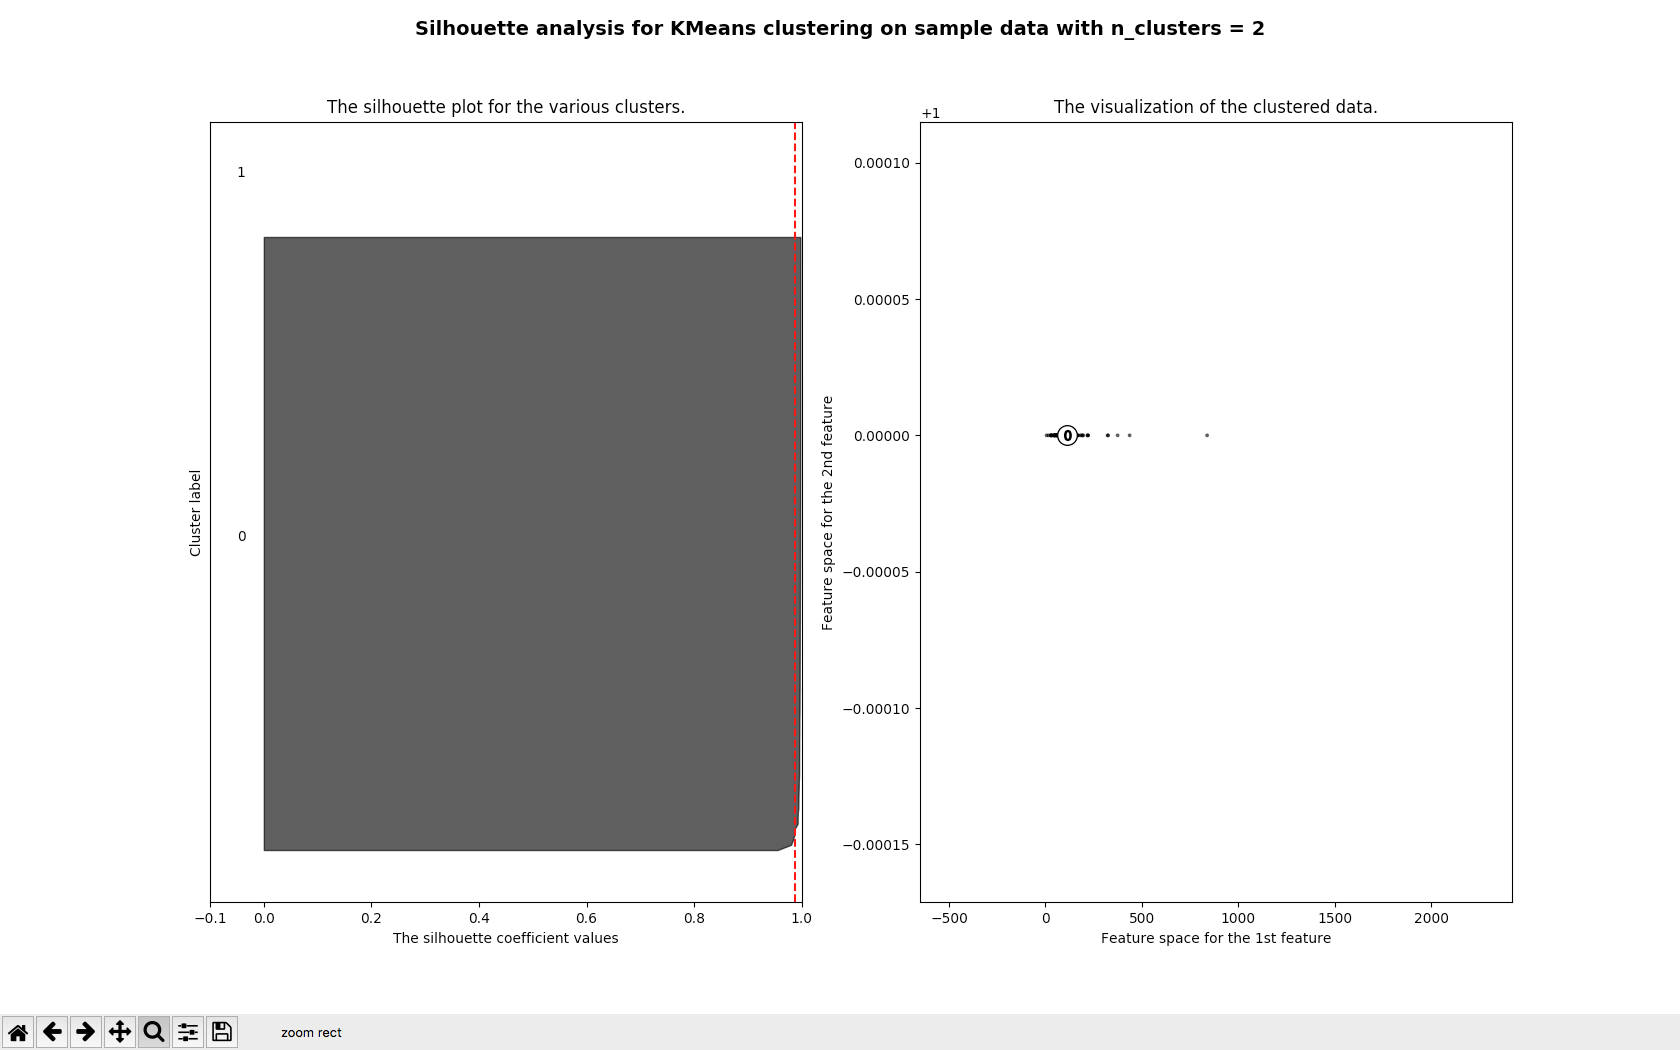 Silhouette analysis for KMeans clustering on sample data with n_clusters = 2
The silhouette plot for the various clusters.
1
0
Cluster label
−0.1 0.0 0.2 0.4 0.6 0.8 1.0
The silhouette coefficient values
The visualization of the clustered data.
+1
0.00010
0.00005
0.00000
−0.00005
−0.00010
−0.00015
Feature space for the 2nd feature
0
−500 0 500 1000 1500 2000
Feature space for the 1st feature
zoom rect